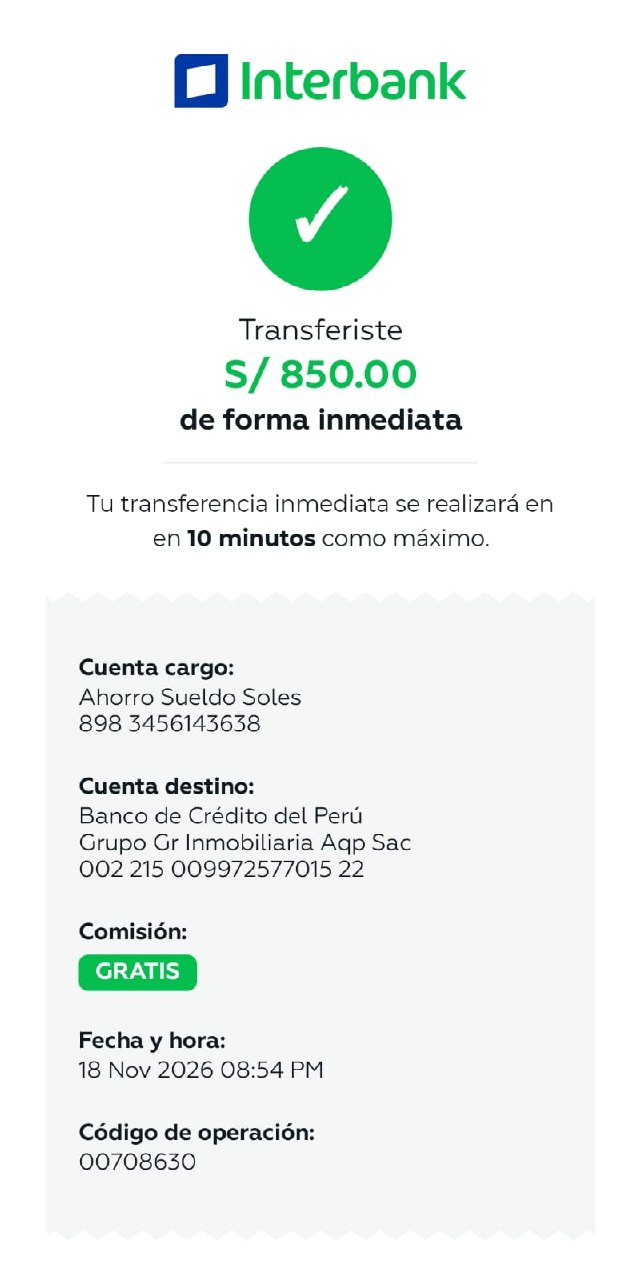 Interbank
Transferiste
S/ 850.00
de forma inmediata
Tu transferencia inmediata se realizará en
en 10 minutos como máximo.
Cuenta cargo:
Ahorro Sueldo Soles
898 3456143638
Cuenta destino:
Banco de Crédito del Perú
Grupo Gr Inmobiliaria Aqp Sac
002 215 009972577015 22
Comisión:
GRATIS
Fecha y hora:
18 Nov 2026 08:54 PM
Código de operación:
00708630